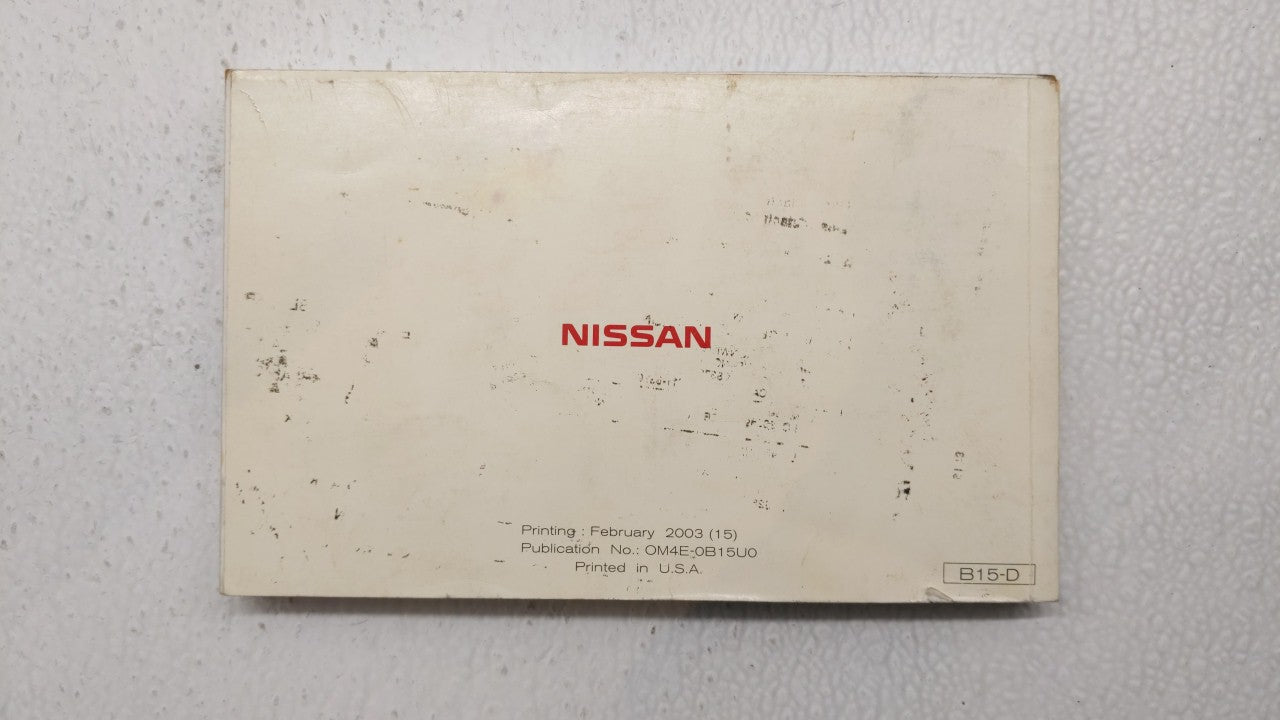 NISSAN
Printing : February 2003 (15)
Publication No.: OM4E-0B15U0
Printed in U.S.A.
B15-D